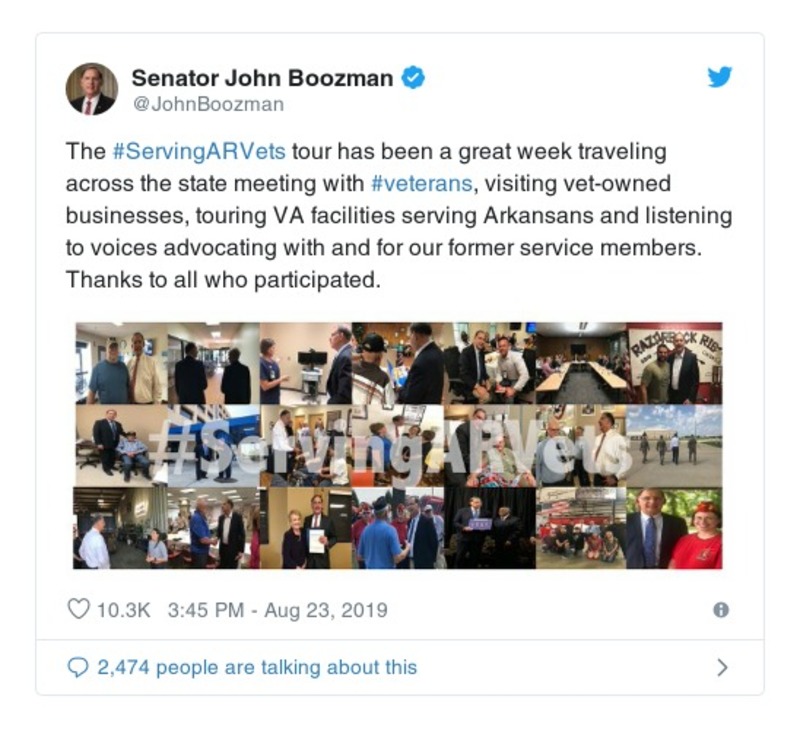 Senator John Boozman
@JohnBoozman
The #ServingARVets tour has been a great week traveling
across the state meeting with #veterans, visiting vet-owned
businesses, touring VA facilities serving Arkansans and listening
to voices advocating with and for our former service members.
Thanks to all who participated.
#ServingARVets
10.3K 3:45 PM - Aug 23, 2019
2,474 people are talking about this